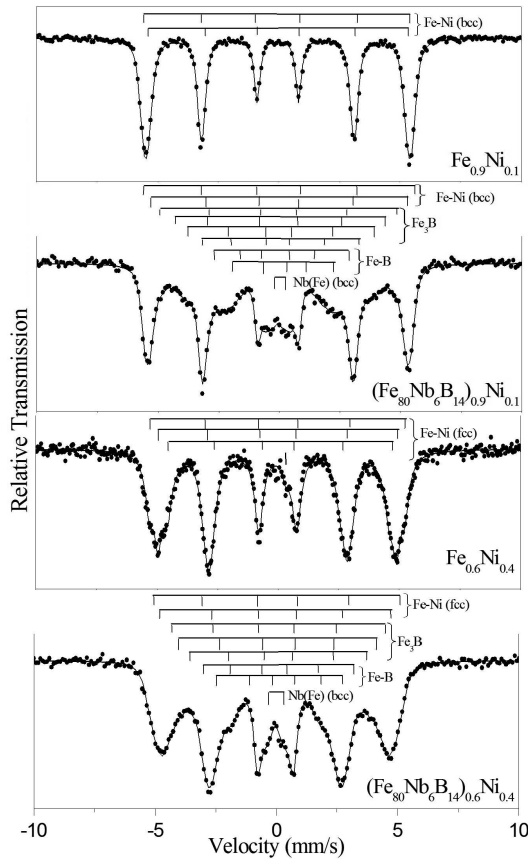 Fe-Ni (bcc)
Fe₀.₉Ni₀.₁
Fe-Ni (bcc)
Fe₃B
Fe-B
Nb(Fe) (bcc)
(Fe₈₀Nb₆B₁₄)₀.₉Ni₀.₁
Fe-Ni (fcc)
Fe₀.₆Ni₀.₄
Fe-Ni (fcc)
Fe₃B
Fe-B
Nb(Fe) (bcc)
(Fe₈₀Nb₆B₁₄)₀.₆Ni₀.₄
Relative Transmission
-10 -5 0 5 10
Velocity (mm/s)